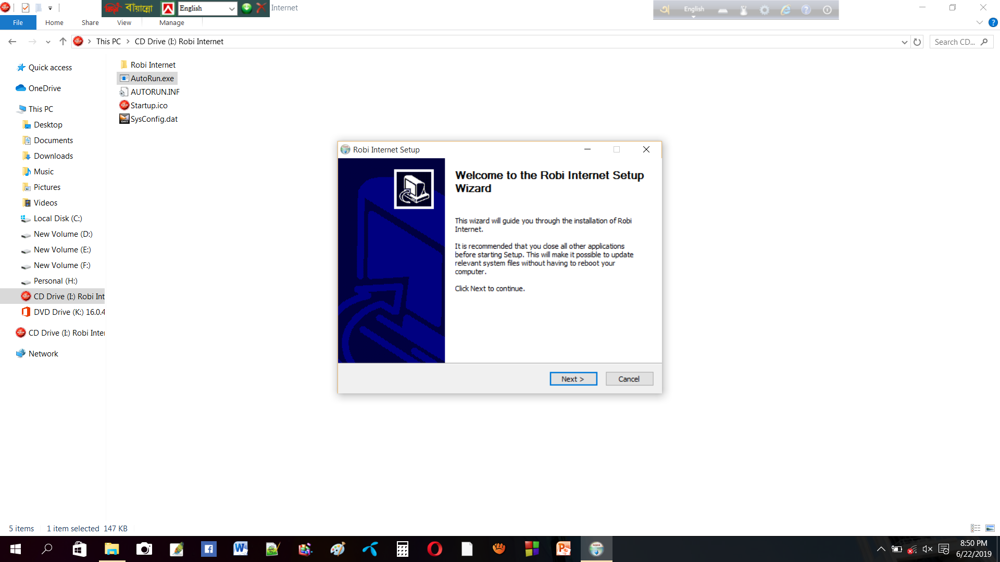 বায়ান্নো
English
Internet
অ
English
File
Home
Share
View
Manage
This PC
CD Drive (I:) Robi Internet
Search CD...
Quick access
OneDrive
This PC
Desktop
Documents
Downloads
Music
Pictures
Videos
Local Disk (C:)
New Volume (D:)
New Volume (E:)
New Volume (F:)
Personal (H:)
CD Drive (I:) Robi Int
DVD Drive (K:) 16.0.4
CD Drive (I:) Robi Inter
Network
Robi Internet
AutoRun.exe
AUTORUN.INF
Startup.ico
SysConfig.dat
Robi Internet Setup
Welcome to the Robi Internet Setup
Wizard
This wizard will guide you through the installation of Robi
Internet.
It is recommended that you close all other applications
before starting Setup. This will make it possible to update
relevant system files without having to reboot your
computer.
Click Next to continue.
Next >
Cancel
5 items
1 item selected 147 KB
8:50 PM
6/22/2019